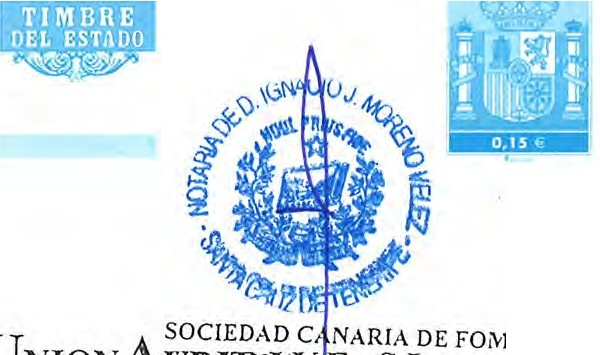 TIMBRE
DEL ESTADO
0,15 €
NOTARIA DE D. IGNACIO J. MORENO VELEZ
SANTA CRUZ DE TENERIFE
SOCIEDAD CANARIA DE FOM